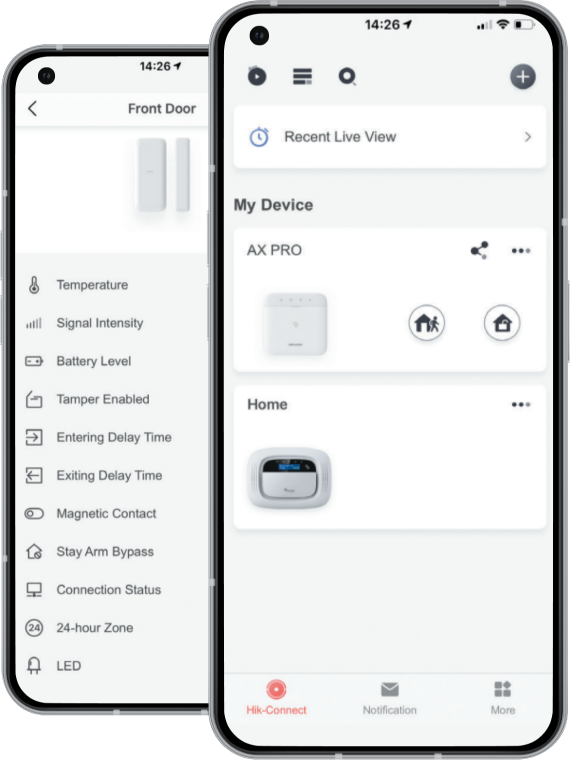 14:26
Front Door
Temperature
Signal Intensity
Battery Level
Tamper Enabled
Entering Delay Time
Exiting Delay Time
Magnetic Contact
Stay Arm Bypass
Connection Status
24
24-hour Zone
LED
14:26
Recent Live View
My Device
AX PRO
Home
Hik-Connect
Notification
More